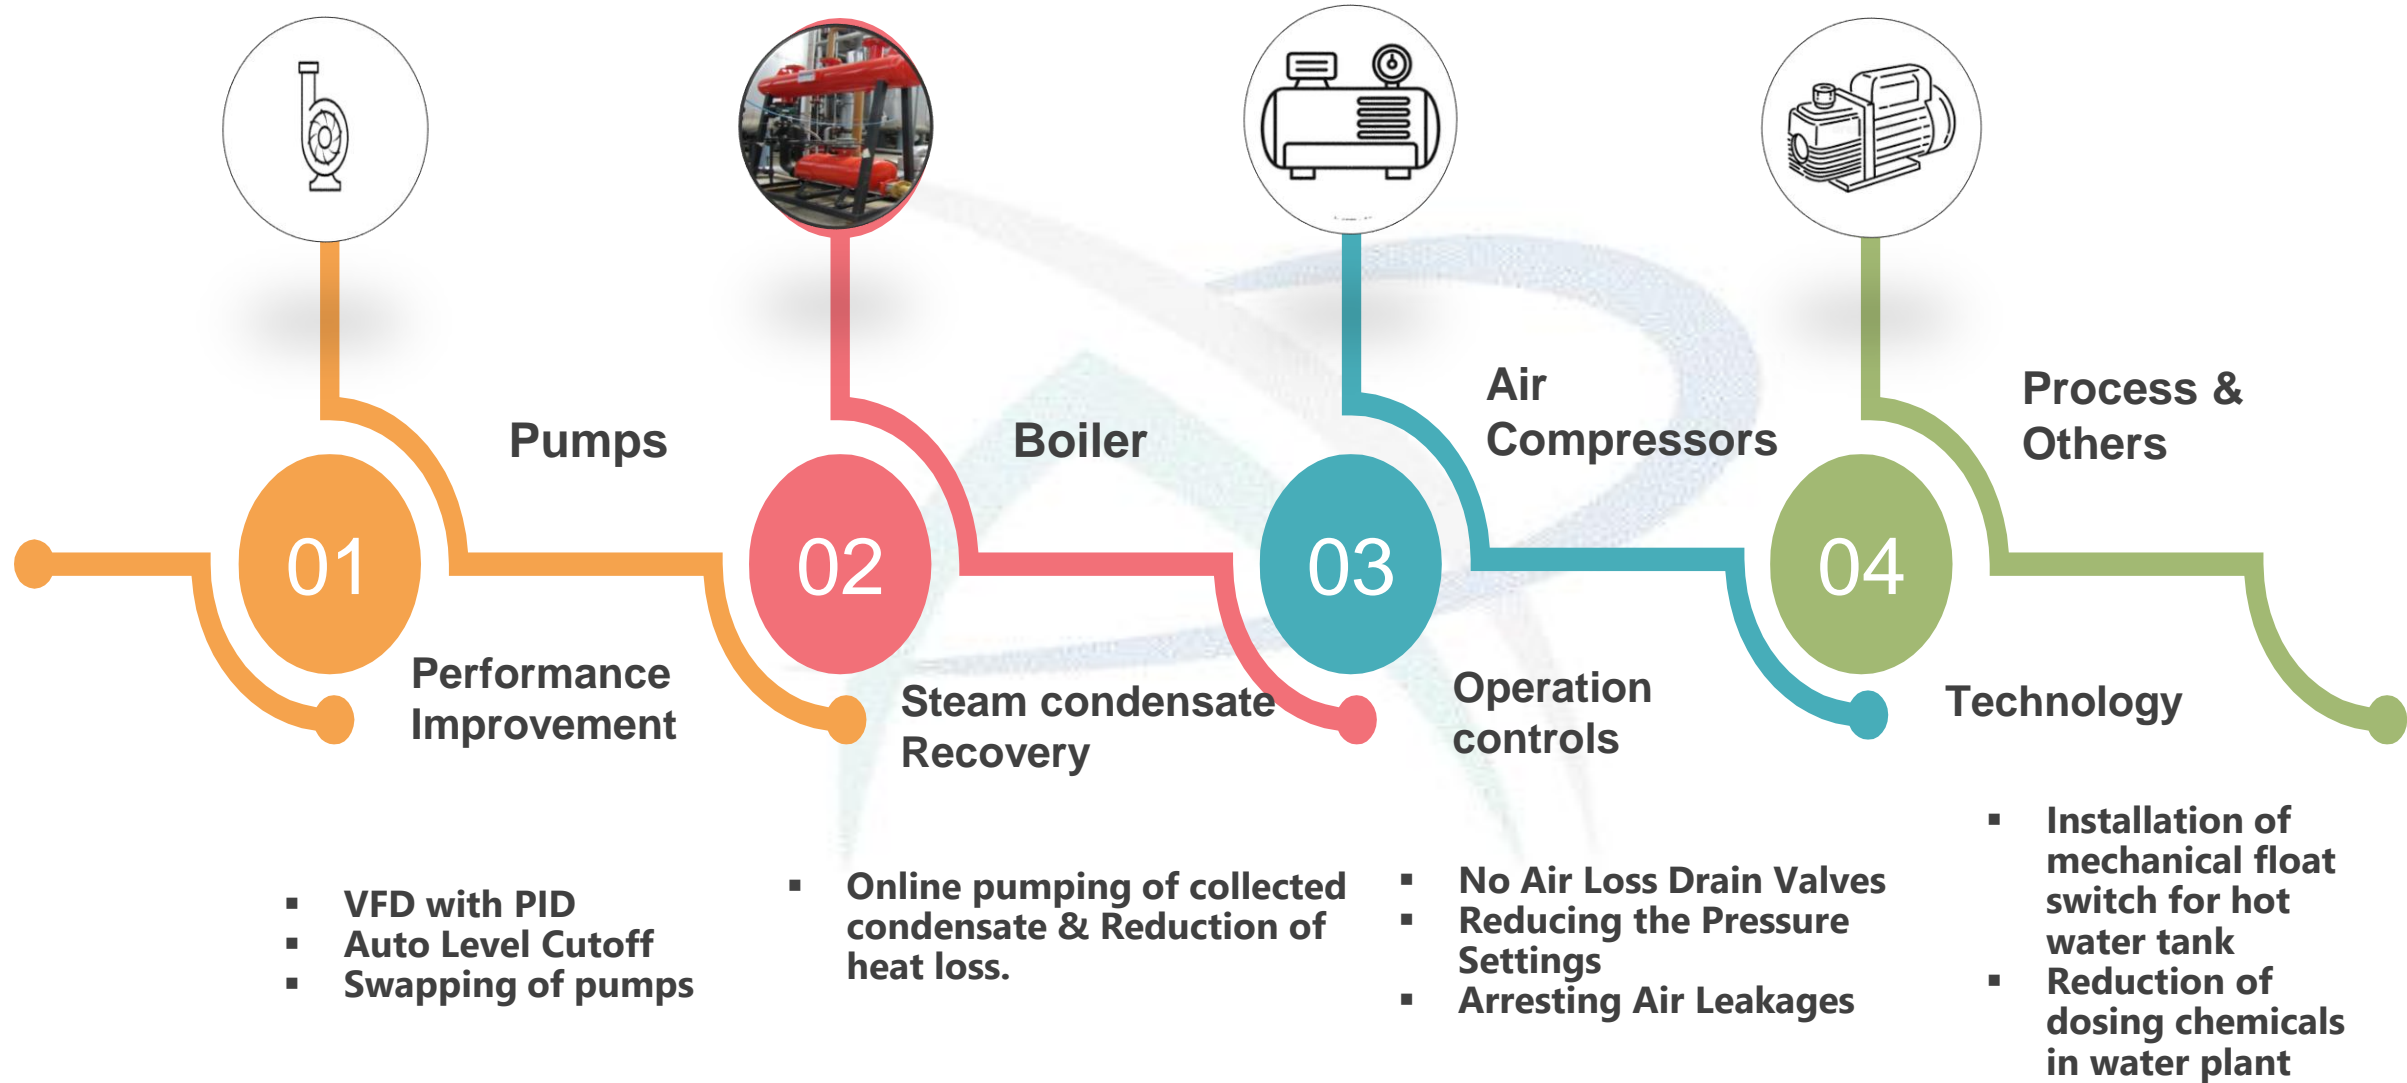 Pumps
01
Performance
Improvement
▪ VFD with PID
▪ Auto Level Cutoff
▪ Swapping of pumps
Boiler
02
Steam condensate
Recovery
▪ Online pumping of collected
condensate & Reduction of
heat loss.
Air
Compressors
03
Operation
controls
▪ No Air Loss Drain Valves
▪ Reducing the Pressure
Settings
▪ Arresting Air Leakages
Process &
Others
04
Technology
▪ Installation of
mechanical float
switch for hot
water tank
▪ Reduction of
dosing chemicals
in water plant